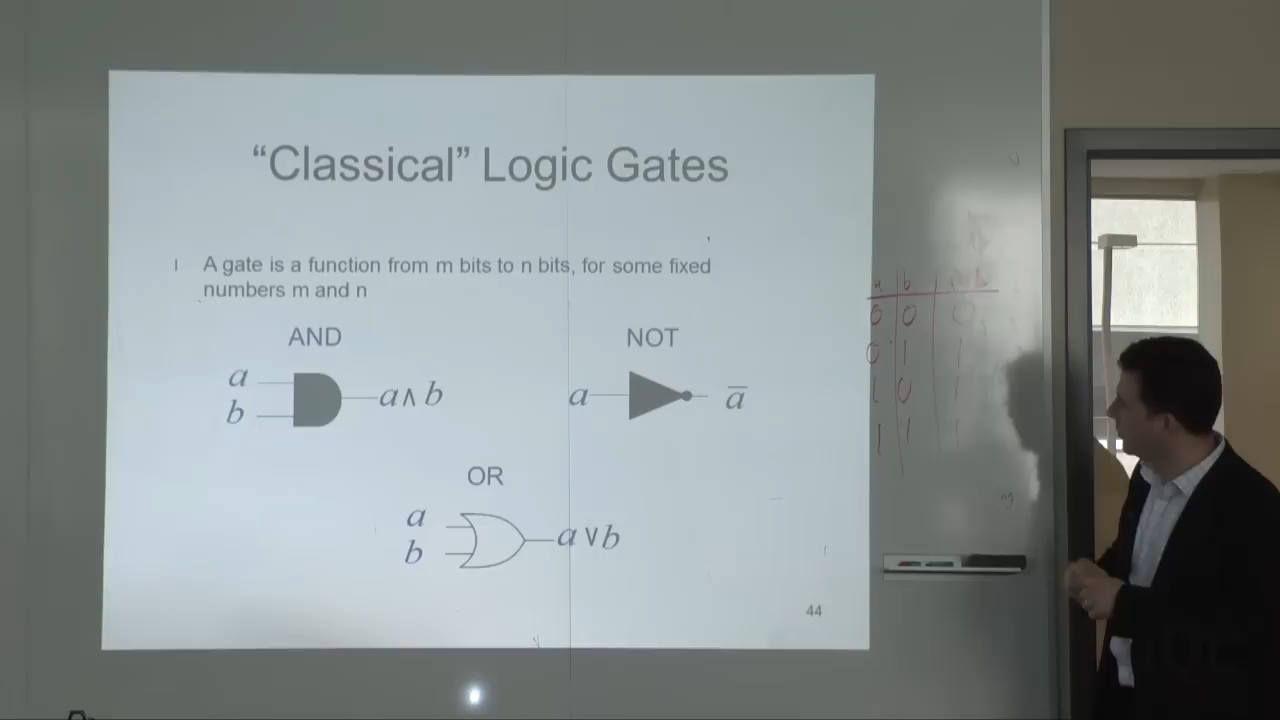 “Classical” Logic Gates
l A gate is a function from m bits to n bits, for some fixed
numbers m and n
AND
NOT
a
b
a∧b
a
a̅
OR
a
b
a∨b
44
a b
0 0 0
0 1 1
1 0 1
1 1 1